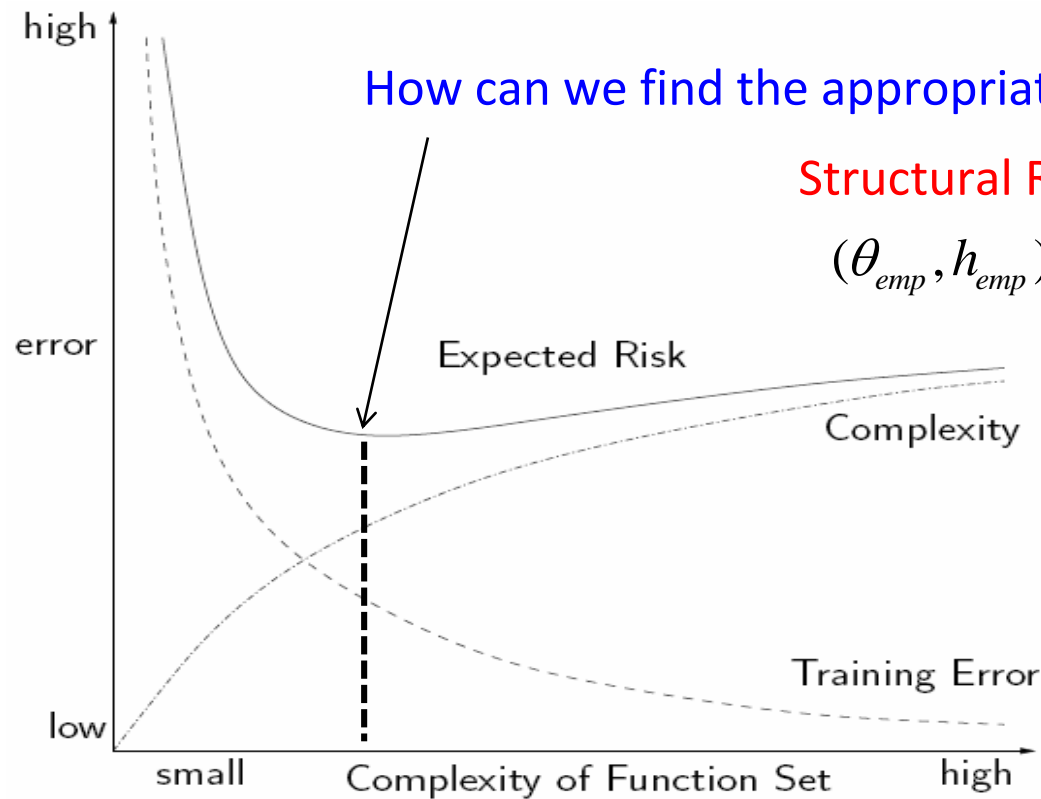 high
How can we find the appropriat
Structural R
(θ_emp, h_emp)
error
Expected Risk
Complexity
Training Error
low
small
Complexity of Function Set
high